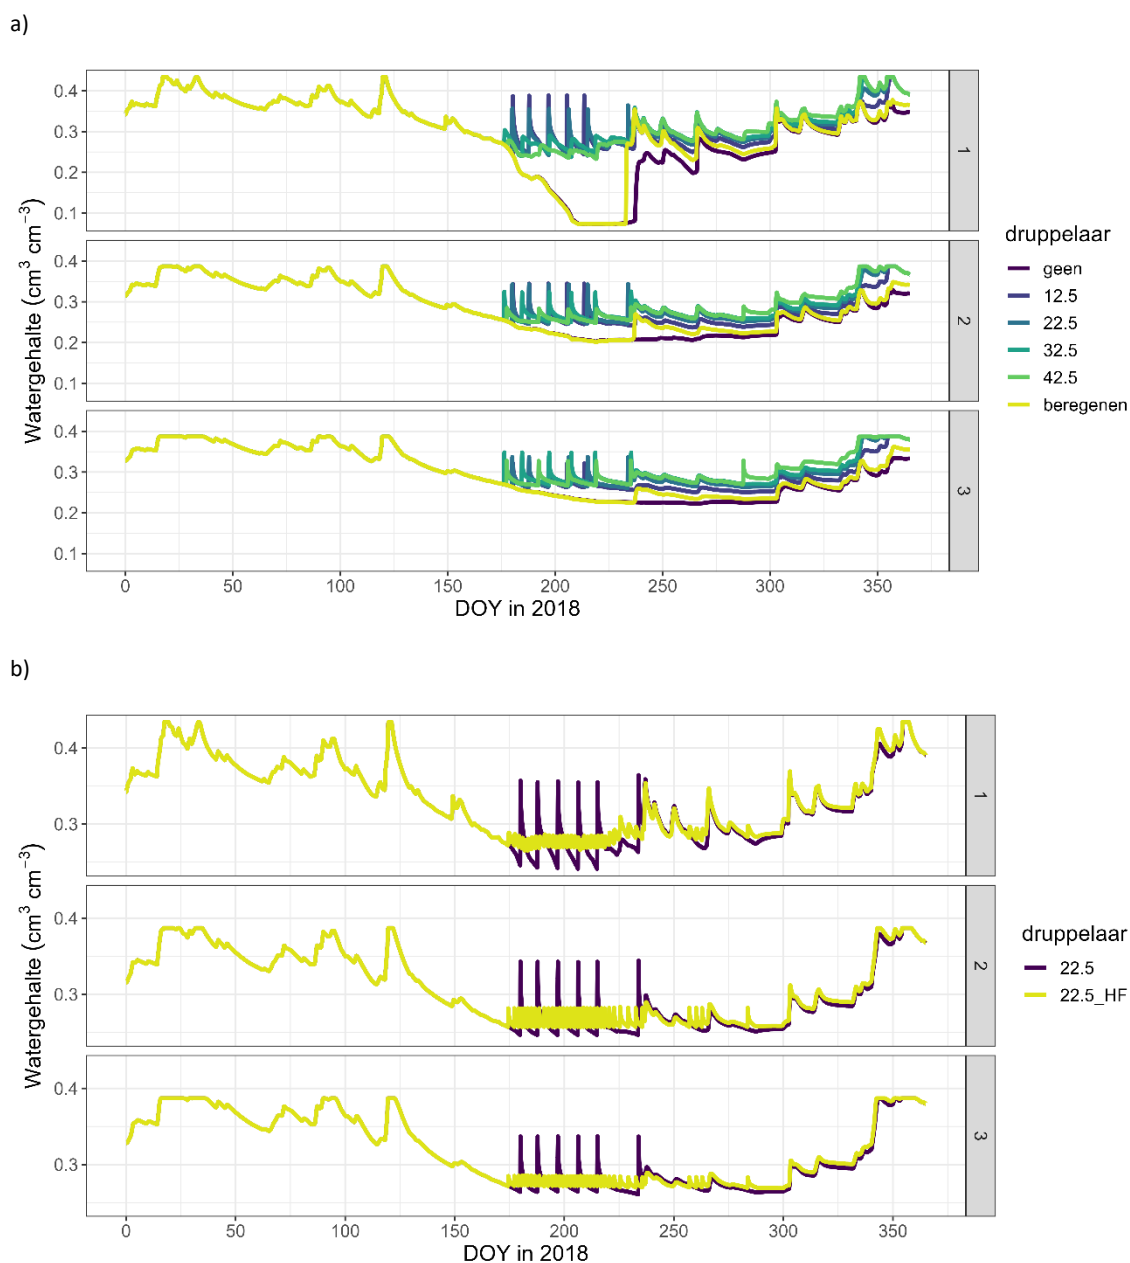 a)
Watergehalte (cm³ cm⁻³)
0.4
0.3
0.2
0.1
1
0.4
0.3
0.2
0.1
2
0.4
0.3
0.2
0.1
3
0 50 100 150 200 250 300 350
DOY in 2018
druppelaar
geen
12.5
22.5
32.5
42.5
beregenen
b)
Watergehalte (cm³ cm⁻³)
0.4
0.3
1
0.4
0.3
2
0.4
0.3
3
0 50 100 150 200 250 300 350
DOY in 2018
druppelaar
22.5
22.5_HF